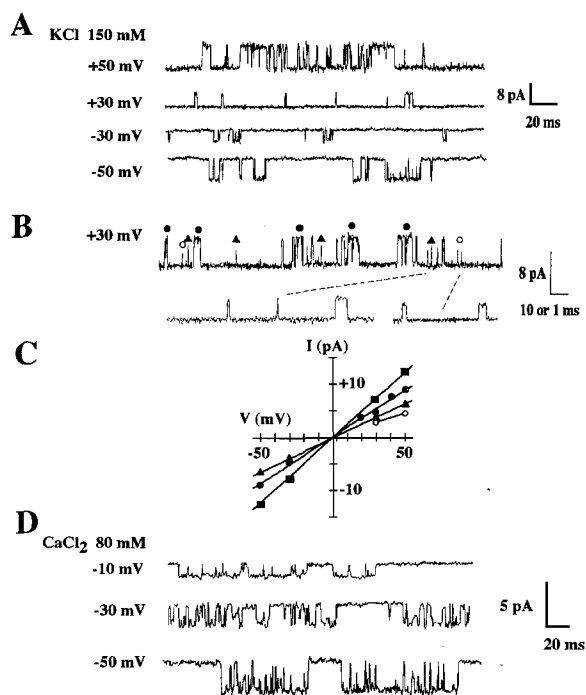 A
KCl 150 mM
+50 mV
+30 mV
-30 mV
-50 mV
8 pA
20 ms
B
+30 mV
8 pA
10 or 1 ms
C
I (pA)
+10
V (mV)
-50
50
-10
D
CaCl2 80 mM
-10 mV
-30 mV
-50 mV
5 pA
20 ms